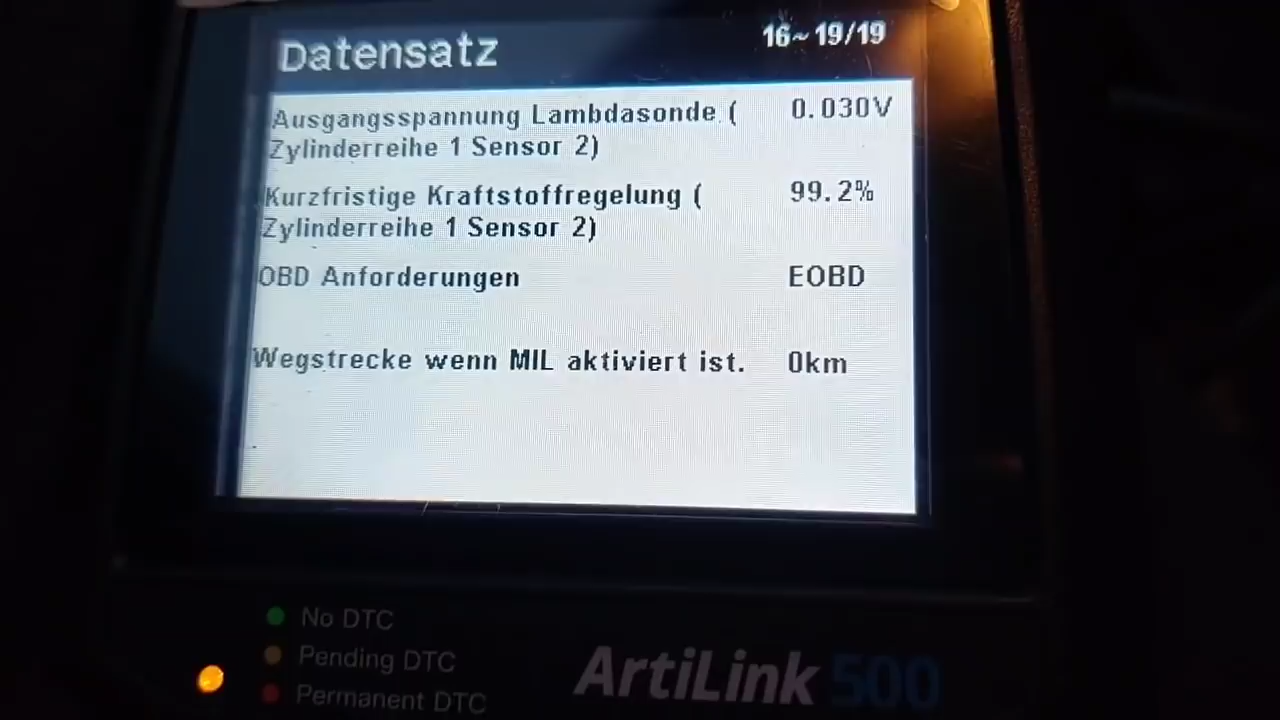 Datensatz 16~19/19
Ausgangsspannung Lambdasonde ( 0.030V
Zylinderreihe 1 Sensor 2)
Kurzfristige Kraftstoffregelung ( 99.2%
Zylinderreihe 1 Sensor 2)
OBD Anforderungen EOBD
Wegstrecke wenn MIL aktiviert ist. 0km
No DTC
Pending DTC
Permanent DTC
ArtiLink 500